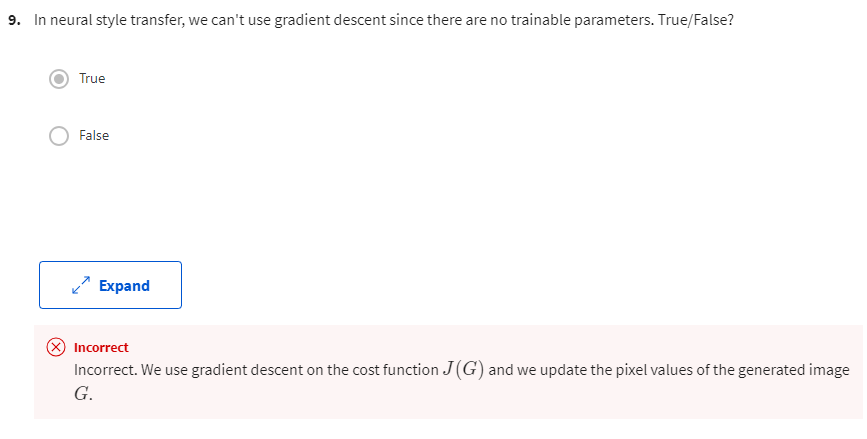 9. In neural style transfer, we can't use gradient descent since there are no trainable parameters. True/False?
True
False
Expand
Incorrect
Incorrect. We use gradient descent on the cost function J(G) and we update the pixel values of the generated image
G.